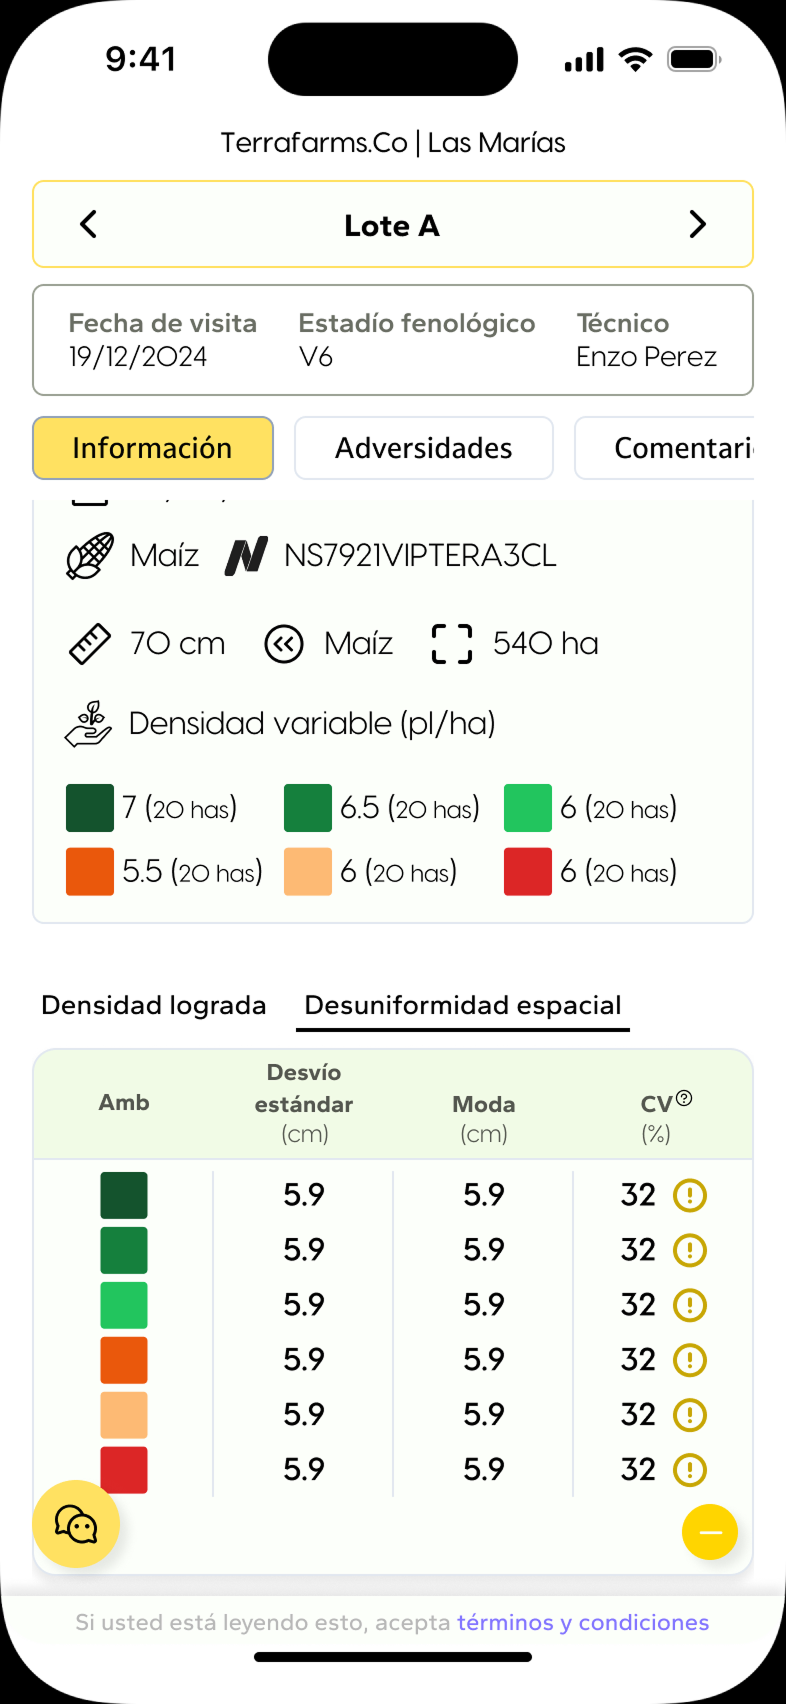 9:41
Terrafarms.Co | Las Marías
Lote A
Fecha de visita Estadío fenológico Técnico
19/12/2024 V6 Enzo Perez
Información Adversidades Comentari
Maíz NS7921VIPTERA3CL
70 cm Maíz 540 ha
Densidad variable (pl/ha)
7 (20 has) 6.5 (20 has) 6 (20 has)
5.5 (20 has) 6 (20 has) 6 (20 has)
Densidad lograda Desuniformidad espacial
Amb Desvío estándar (cm) Moda (cm) CV (%)
5.9 5.9 32
5.9 5.9 32
5.9 5.9 32
5.9 5.9 32
5.9 5.9 32
5.9 5.9 32
Si usted está leyendo esto, acepta términos y condiciones